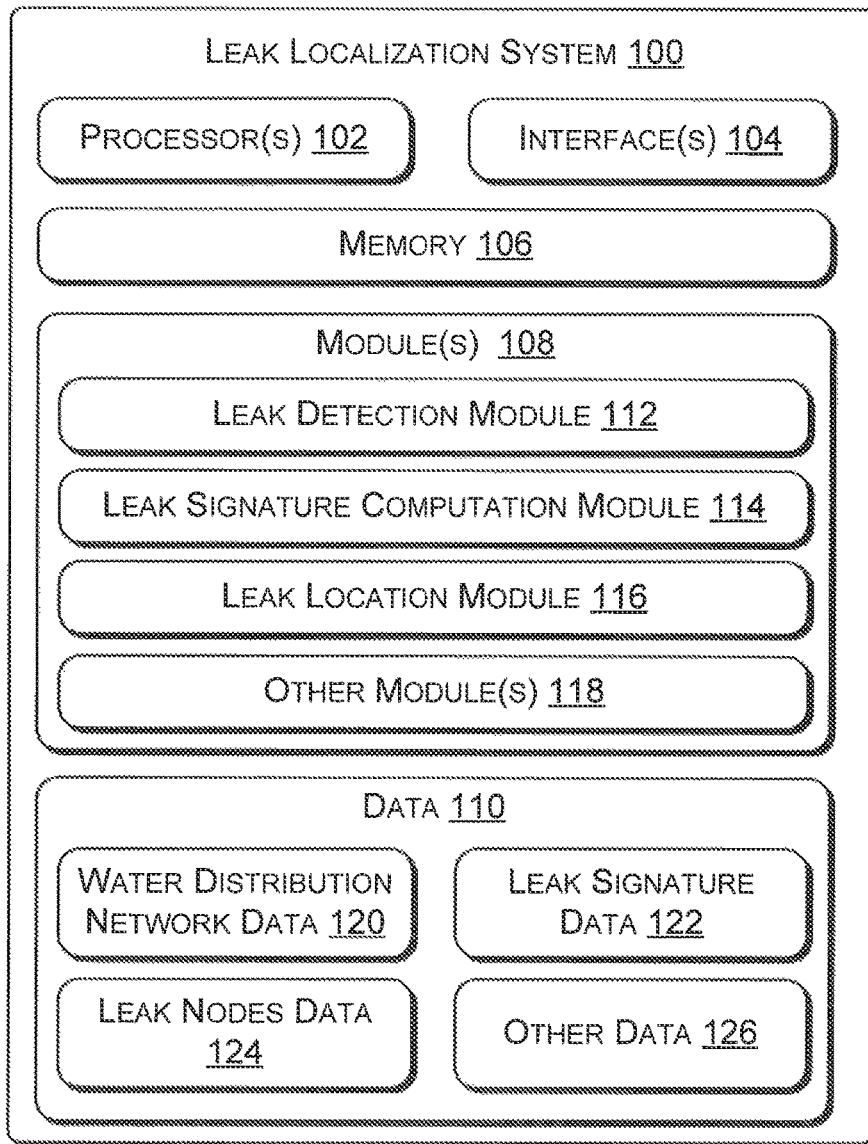 LEAK LOCALIZATION SYSTEM 100
PROCESSOR(S) 102
INTERFACE(S) 104
MEMORY 106
MODULE(S) 108
LEAK DETECTION MODULE 112
LEAK SIGNATURE COMPUTATION MODULE 114
LEAK LOCATION MODULE 116
OTHER MODULE(S) 118
DATA 110
WATER DISTRIBUTION
NETWORK DATA 120
LEAK SIGNATURE
DATA 122
LEAK NODES DATA
124
OTHER DATA 126